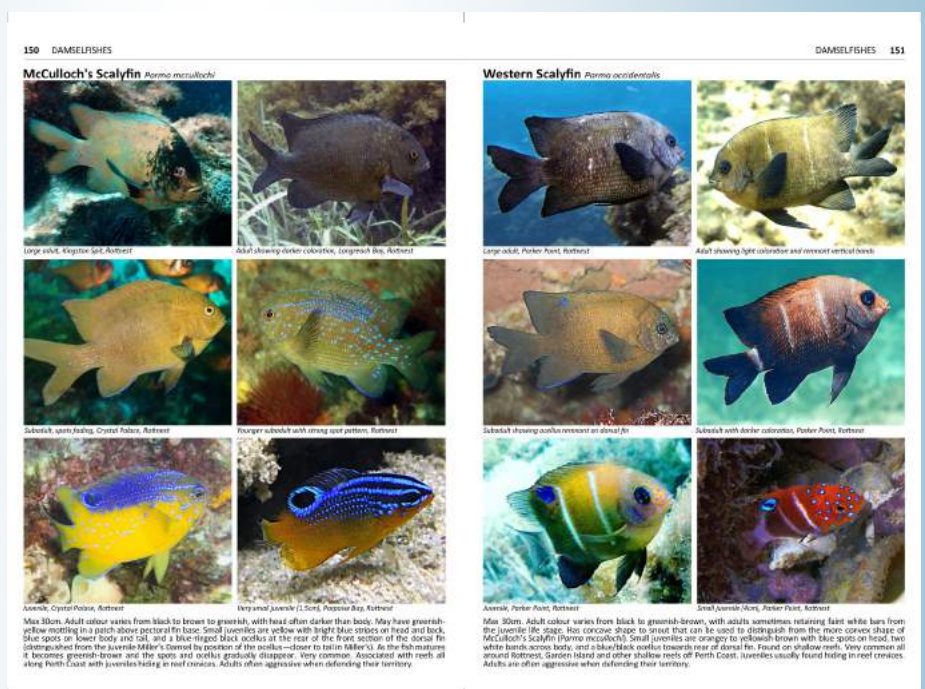 150 DAMSELFISHES
McCulloch's Scalyfin Parma mccullochi
Large adult, Kingston Spit, Rottnest
Adult showing darker coloration, Longreach Bay, Rottnest
Subadult, spots fading, Crystal Palace, Rottnest
Younger subadult with strong spot pattern, Rottnest
Juvenile, Crystal Palace, Rottnest
Very small juvenile (1.5cm), Porpoise Bay, Rottnest
Max 30cm. Adult colour varies from black to brown to greenish, with head often darker than body. May have greenish-
yellow mottling in a patch above pectoral fin base. Small juveniles are yellow with bright blue stripes on head and back,
blue spots on lower body and tail, and a blue-ringed black ocellus at the rear of the front section of the dorsal fin
(distinguished from the juvenile Miller's Damsel by position of the ocellus—closer to tail in Miller's). As the fish matures
it becomes greenish-brown and the spots and ocellus gradually disappear. Very common. Associated with reefs all
along Perth Coast with juveniles hiding in reef crevices. Adults often aggressive when defending their territory.
DAMSELFISHES 151
Western Scalyfin Parma occidentalis
Large adult, Parker Point, Rottnest
Adult showing light coloration and remnant vertical bands
Subadult showing ocellus remnant on dorsal fin
Subadult with darker coloration, Parker Point, Rottnest
Juvenile, Parker Point, Rottnest
Small juvenile (4cm), Parker Point, Rottnest
Max 30cm. Adult colour varies from black to greenish-brown, with adults sometimes retaining faint white bars from
the juvenile life stage. Has concave shape to snout that can be used to distinguish from the more convex shape of
McCulloch's Scalyfin (Parma mccullochi). Small juveniles are orangey to yellowish-brown with blue spots on head, two
white bands across body, and a blue/black ocellus towards rear of dorsal fin. Found on shallow reefs. Very common all
around Rottnest, Garden Island and other shallow reefs off Perth Coast. Juveniles usually found hiding in reef crevices.
Adults are often aggressive when defending their territory.